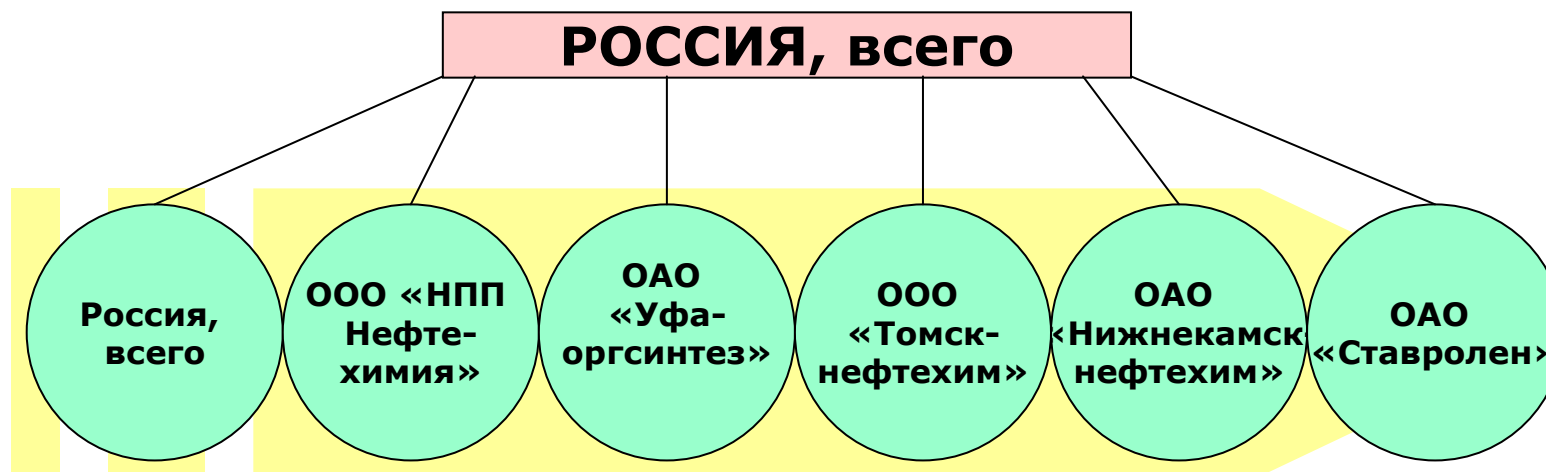 РОССИЯ, всего
Россия,
всего
ООО «НПП
Нефте-
химия»
ОАО
«Уфа-
оргсинтез»
ООО
«Томск-
нефтехим»
ОАО
«Нижнекамск-
нефтехим»
ОАО
«Ставролен»